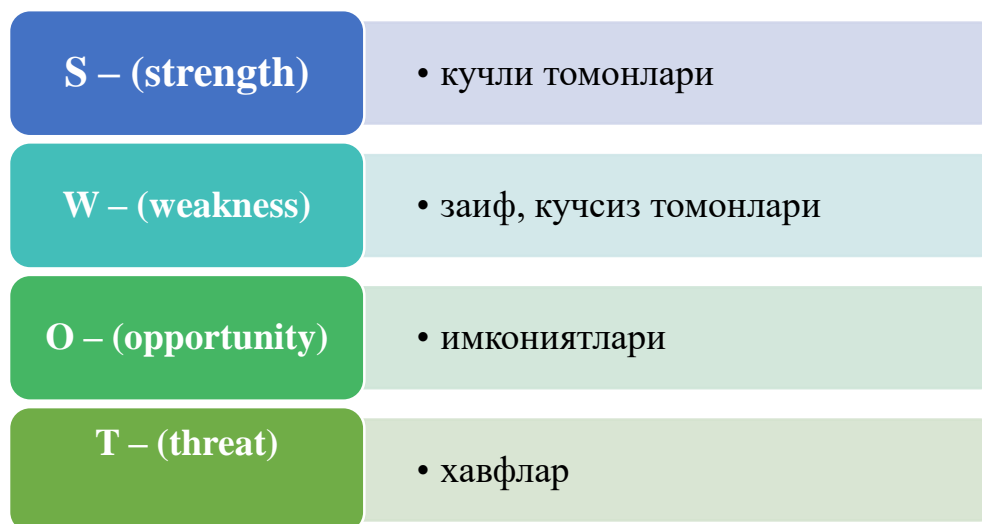 S – (strength)
• кучли томонлари
W – (weakness)
• заиф, кучсиз томонлари
O – (opportunity)
• имкониятлари
T – (threat)
• хавфлар